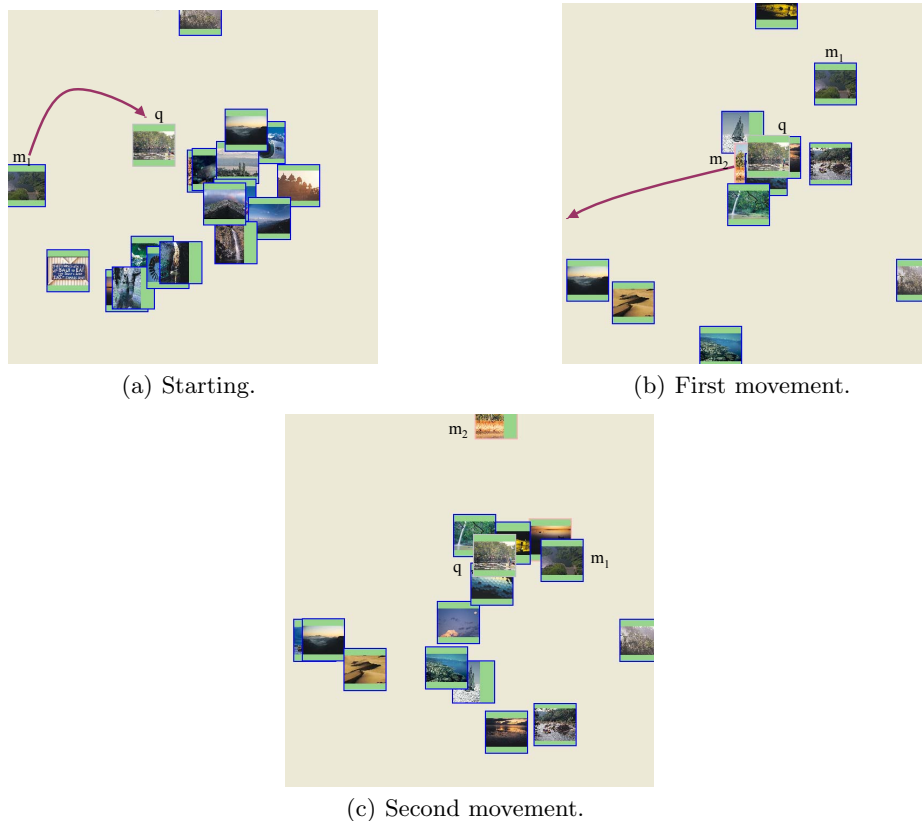 q
m1
(a) Starting.
m1
q
m2
(b) First movement.
m2
q
m1
(c) Second movement.